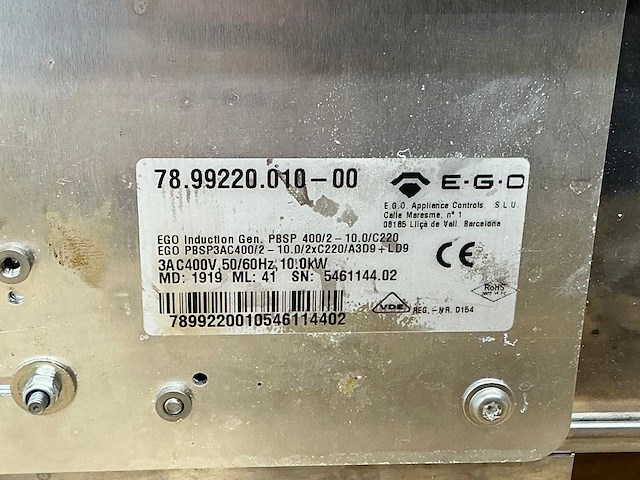 78.99220.010-00
E·G·O
E.G.O. Appliance Controls, S.L.U.
Calle Maresme, nº 1
08185 Lliça de Vall. Barcelona
EGO Induction Gen. PBSP 400/2 - 10.0/C220
EGO PBSP3AC400/2 - 10.0/2xC220/A3D9+LD9
3AC400V, 50/60Hz, 10.0kW
MD: 1919 ML: 41 SN: 5461144.02
CE
RoHS
VDE REG.-NR. D154
7899220010546114402